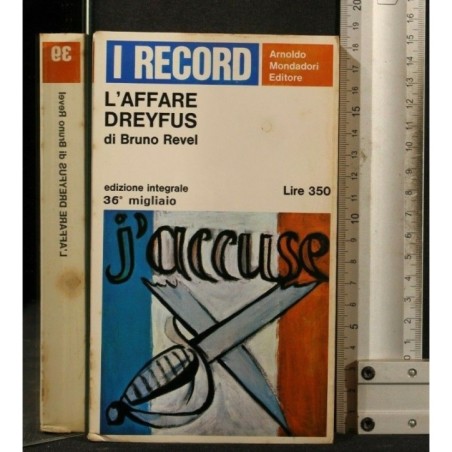 I RECORD
Arnoldo
Mondadori
Editore
L'AFFARE
DREYFUS
di Bruno Revel
edizione integrale
36° migliaio
Lire 350
j'accuse
39
L'AFFARE DREYFUS di Bruno Revel